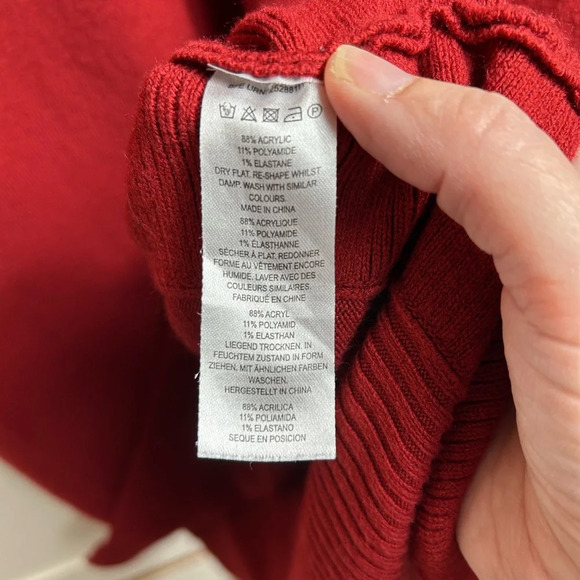 88% ACRYLIC
11% POLYAMIDE
1% ELASTANE
DRY FLAT. RE-SHAPE WHILST
DAMP. WASH WITH SIMILAR
COLOURS.
MADE IN CHINA
88% ACRYLIQUE
11% POLYAMIDE
1% ÉLASTHANNE
SÉCHER À PLAT. REDONNER
FORME AU VÊTEMENT ENCORE
HUMIDE. LAVER AVEC DES
COULEURS SIMILAIRES.
FABRIQUÉ EN CHINE
88% ACRYL
11% POLYAMID
1% ELASTHAN
LIEGEND TROCKNEN. IN
FEUCHTEM ZUSTAND IN FORM
ZIEHEN, MIT ÄHNLICHEN FARBEN
WASCHEN.
HERGESTELLT IN CHINA
88% ACRILICA
11% POLIAMIDA
1% ELASTANO
SEQUE EN POSICION